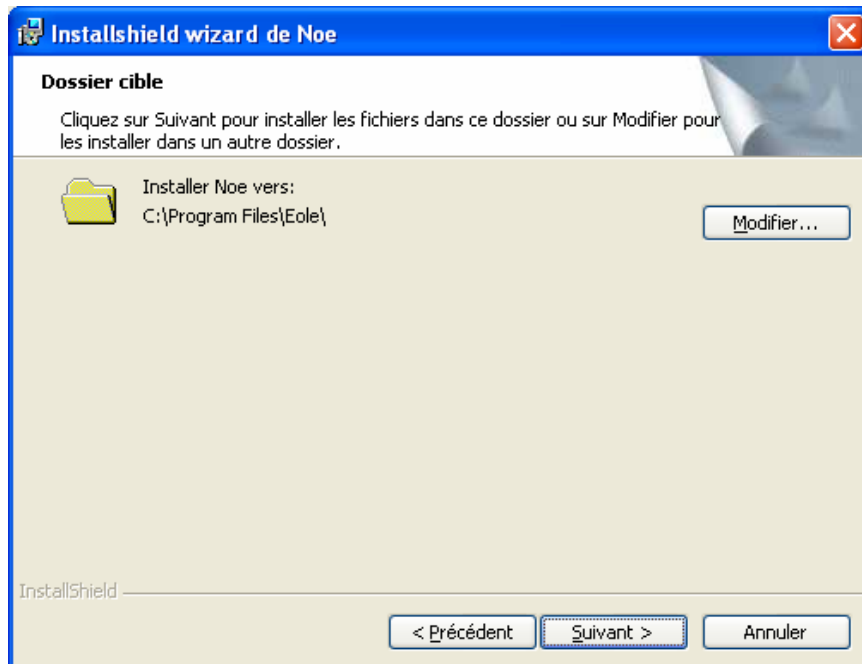 Installshield wizard de Noe
Dossier cible
Cliquez sur Suivant pour installer les fichiers dans ce dossier ou sur Modifier pour
les installer dans un autre dossier.
Installer Noe vers:
C:\Program Files\Eole\
Modifier...
InstallShield
< Précédent
Suivant >
Annuler